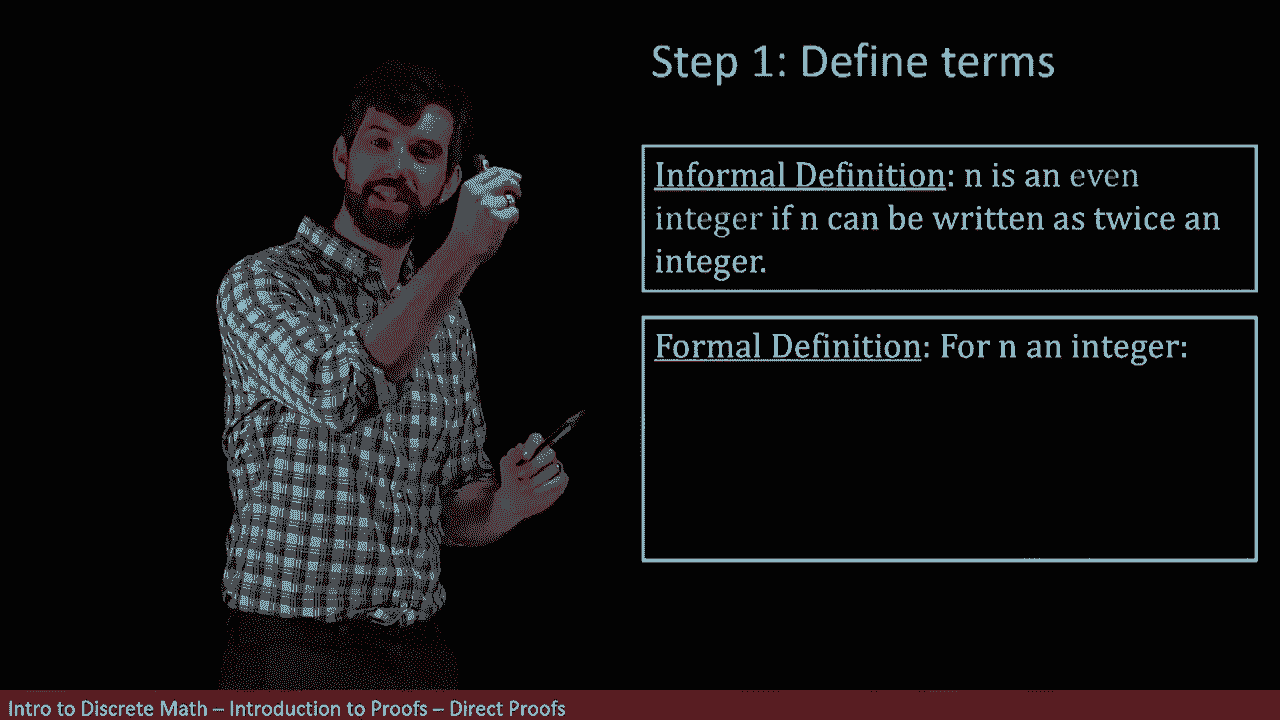 Step 1: Define terms
Informal Definition: n is an even
integer if n can be written as twice an
integer.
Formal Definition: For n an integer:
Intro to Discrete Math – Introduction to Proofs – Direct Proofs